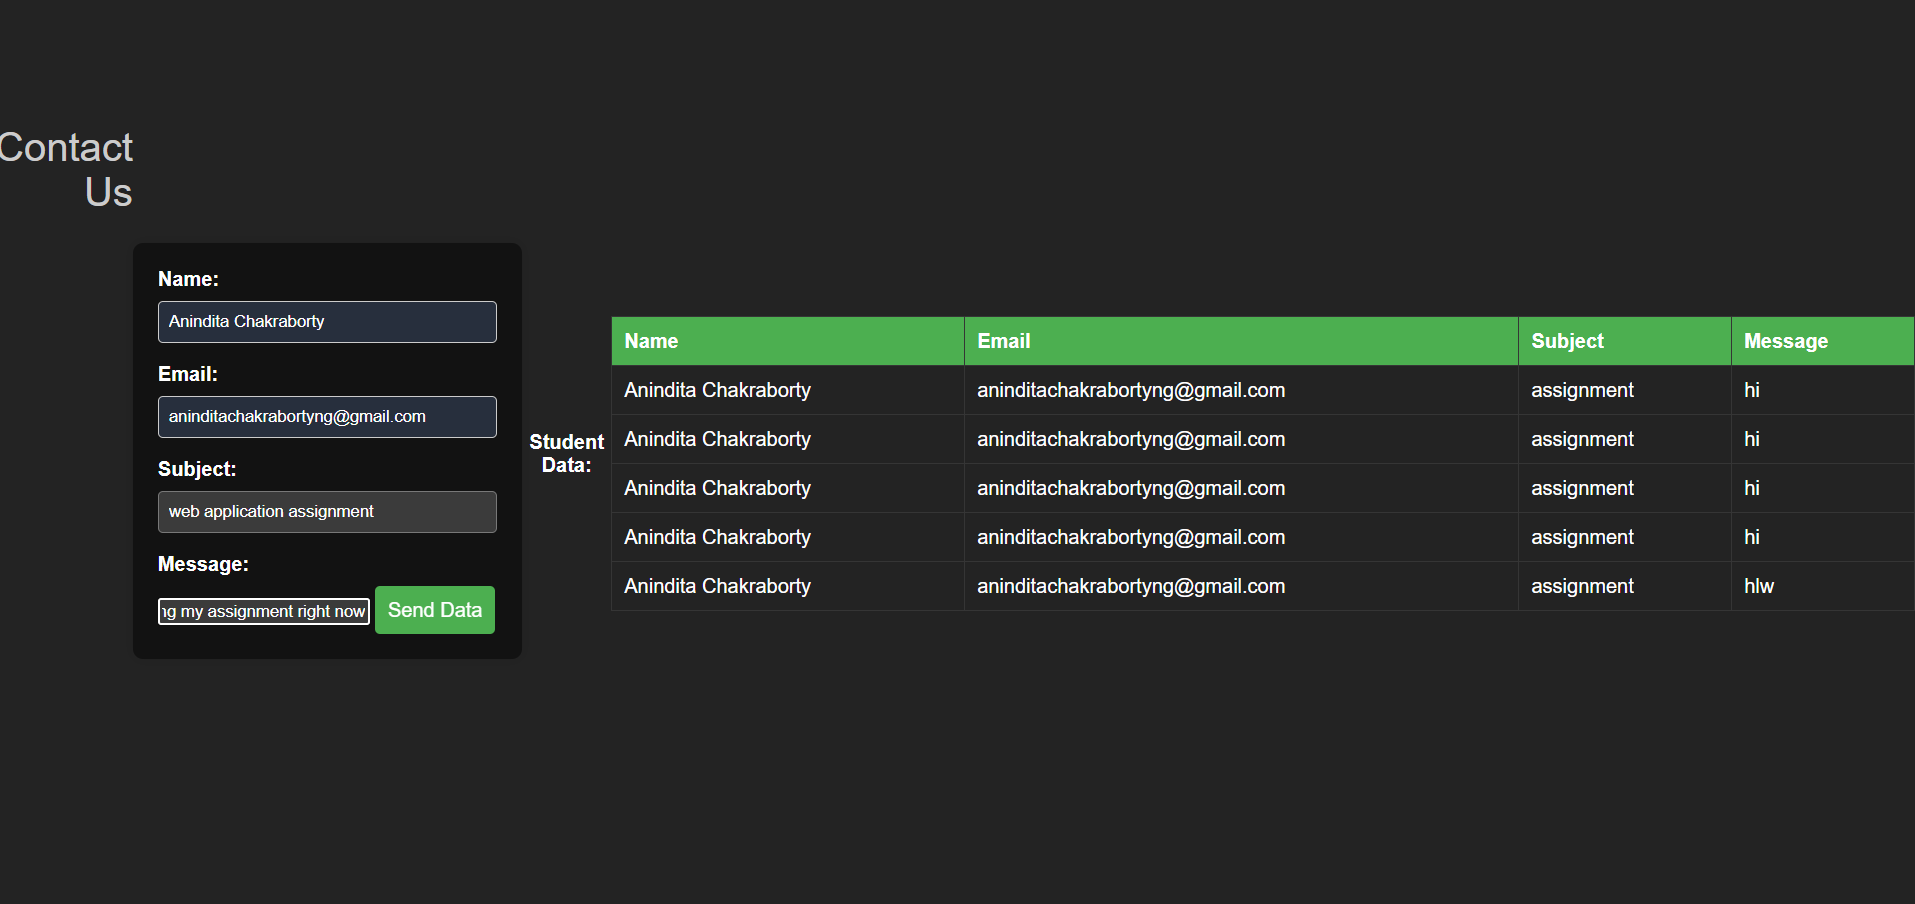 Contact
Us
Name:
Anindita Chakraborty
Email:
aninditachakrabortyng@gmail.com
Subject:
web application assignment
Message:
my assignment right now
Send Data
Student
Data:
Name Email Subject Message
Anindita Chakraborty aninditachakrabortyng@gmail.com assignment hi
Anindita Chakraborty aninditachakrabortyng@gmail.com assignment hi
Anindita Chakraborty aninditachakrabortyng@gmail.com assignment hi
Anindita Chakraborty aninditachakrabortyng@gmail.com assignment hi
Anindita Chakraborty aninditachakrabortyng@gmail.com assignment hlw